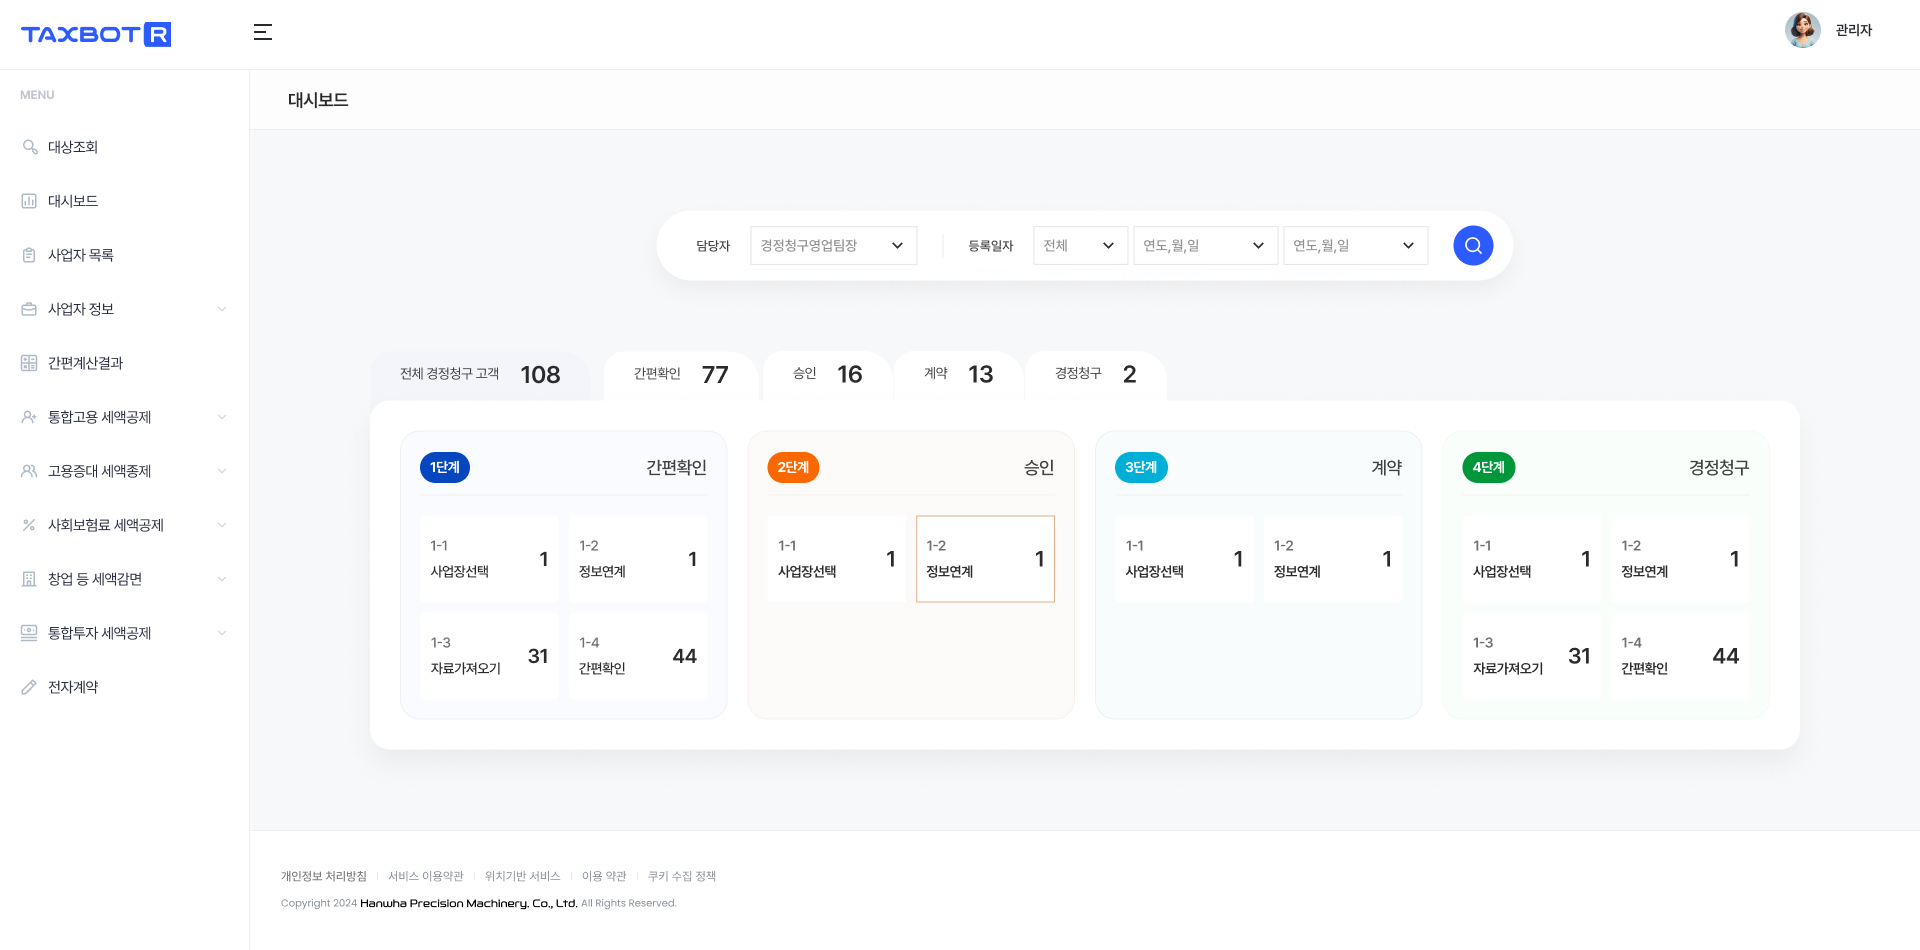 TAXBOT R
관리자
MENU
대상조회
대시보드
사업자 목록
사업자 정보
간편계산결과
통합고용 세액공제
고용증대 세액종제
사회보험료 세액공제
창업 등 세액감면
통합투자 세액공제
전자계약
대시보드
담당자 경정청구영업팀장 등록일자 전체 연도,월,일 연도,월,일
전체 경정청구 고객 108 간편확인 77 승인 16 계약 13 경정청구 2
1단계 간편확인
1-1
사업장선택 1
1-2
정보연계 1
1-3
자료가져오기 31
1-4
간편확인 44
2단계 승인
1-1
사업장선택 1
1-2
정보연계 1
3단계 계약
1-1
사업장선택 1
1-2
정보연계 1
4단계 경정청구
1-1
사업장선택 1
1-2
정보연계 1
1-3
자료가져오기 31
1-4
간편확인 44
개인정보 처리방침 서비스 이용약관 위치기반 서비스 이용 약관 쿠키 수집 정책
Copyright 2024 Hanwha Precision Machinery. Co., Ltd. All Rights Reserved.